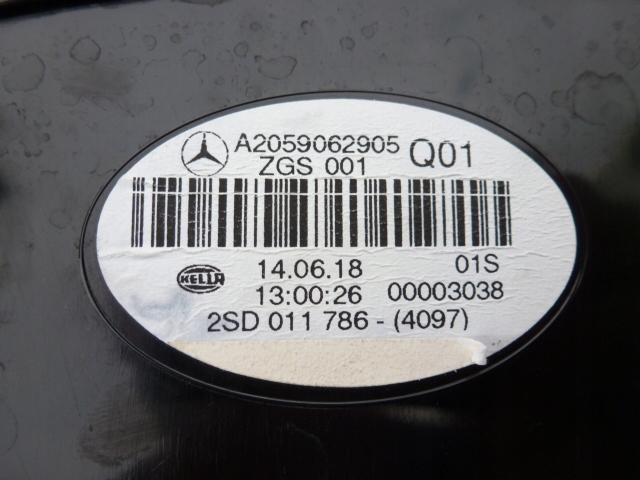 A2059062905 Q01
ZGS 001
HELLA 14.06.18 01S
13:00:26 00003038
2SD 011 786 - (4097)